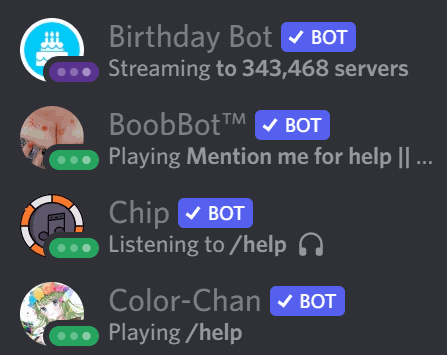 Birthday Bot ✓ BOT
Streaming to 343,468 servers
BoobBot™ ✓ BOT
Playing Mention me for help || ...
Chip ✓ BOT
Listening to /help
Color-Chan ✓ BOT
Playing /help